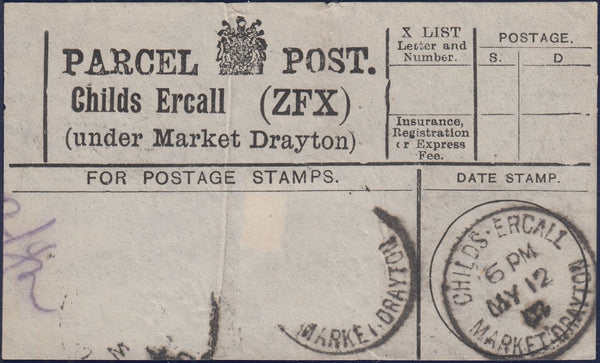 PARCEL POST.
Childs Ercall (ZFX)
(under Market Drayton)
X LIST
Letter and
Number.
Insurance,
Registration
or Express
Fee.
POSTAGE.
S. D
FOR POSTAGE STAMPS.
DATE STAMP.
MARKET·DRAYTON
CHILDS·ERCALL
6 PM
MY 12
MARKET·DRAYTON